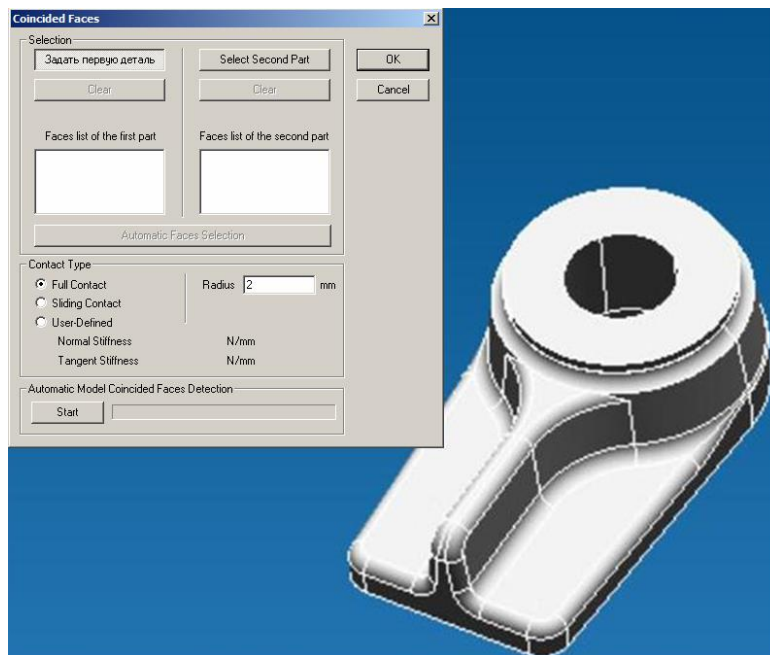 Coincided Faces
Selection
Задать первую деталь
Select Second Part
OK
Clear
Clear
Cancel
Faces list of the first part
Faces list of the second part
Automatic Faces Selection
Contact Type
Full Contact
Radius 2 mm
Sliding Contact
User-Defined
Normal Stiffness N/mm
Tangent Stiffness N/mm
Automatic Model Coincided Faces Detection
Start